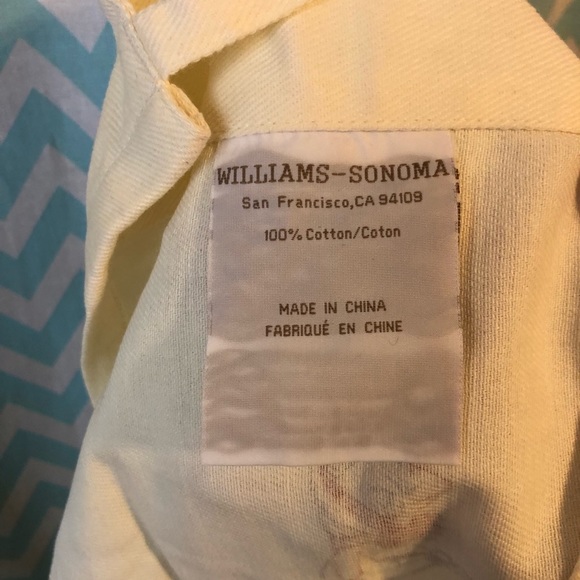 WILLIAMS-SONOMA
San Francisco,CA 94109
100% Cotton/Coton
MADE IN CHINA
FABRIQUÉ EN CHINE